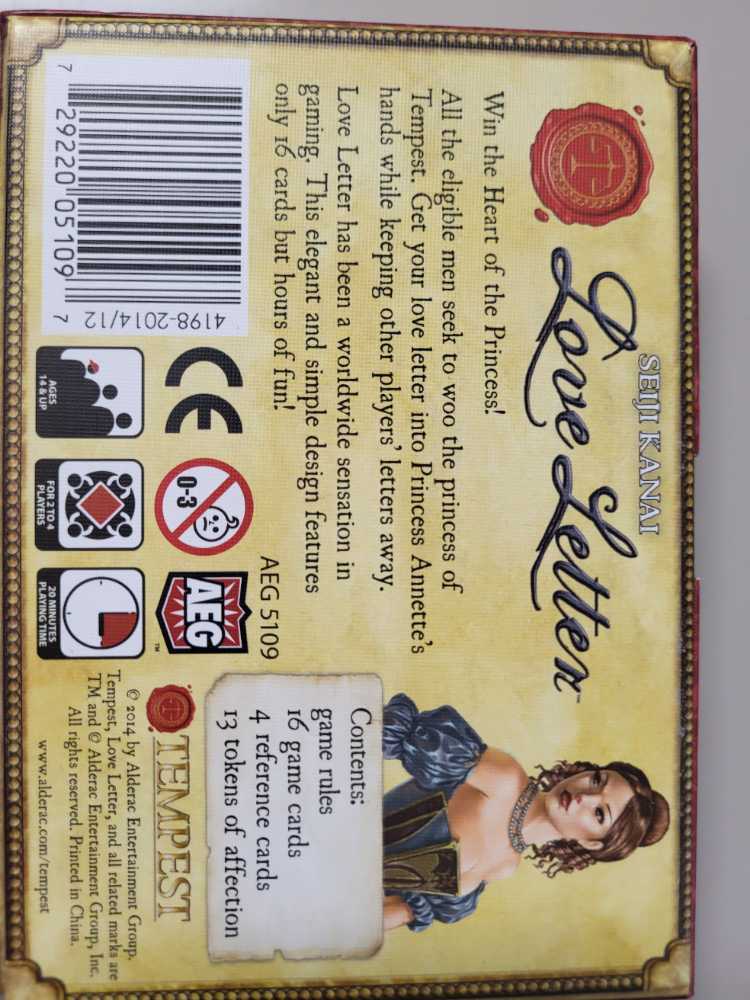 SEIJI KANAI
Love Letter™
Win the Heart of the Princess!
All the eligible men seek to woo the princess of
Tempest. Get your love letter into Princess Annette's
hands while keeping other players' letters away.
Love Letter has been a worldwide sensation in
gaming. This elegant and simple design features
only 16 cards but hours of fun!
Contents:
game rules
16 game cards
4 reference cards
13 tokens of affection
AEG 5109
4198-2014/12
7 29220 05109 7
CE
0-3
AEG™
AGES
14 & UP
FOR 2 TO 4
PLAYERS
20 MINUTES
PLAYING TIME
TEMPEST
© 2014 by Alderac Entertainment Group.
Tempest, Love Letter, and all related marks are
TM and © Alderac Entertainment Group, Inc.
All rights reserved. Printed in China.
www.alderac.com/tempest